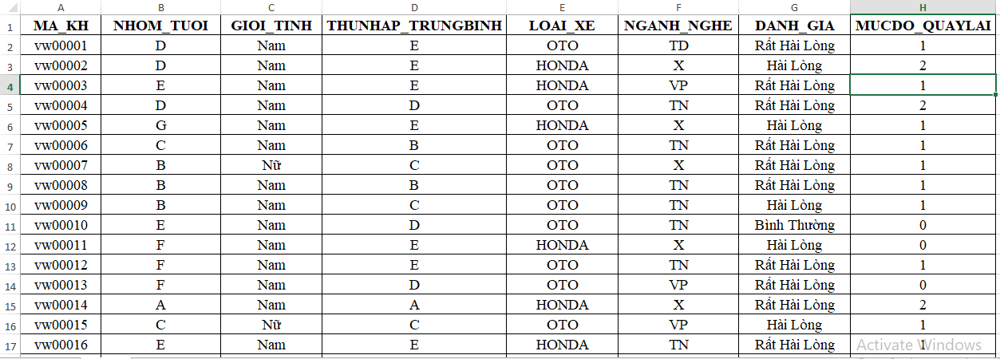 A B C D E F G H
1 MA_KH NHOM_TUOI GIOI_TINH THUNHAP_TRUNGBINH LOAI_XE NGANH_NGHE DANH_GIA MUCDO_QUAYLAI
2 vw00001 D Nam E OTO TD Rất Hài Lòng 1
3 vw00002 D Nam E HONDA X Hài Lòng 2
4 vw00003 E Nam E HONDA VP Rất Hài Lòng 1
5 vw00004 D Nam D OTO TN Rất Hài Lòng 2
6 vw00005 G Nam E HONDA X Hài Lòng 1
7 vw00006 C Nam B OTO TN Rất Hài Lòng 1
8 vw00007 B Nữ C OTO X Rất Hài Lòng 1
9 vw00008 B Nam B OTO TN Rất Hài Lòng 1
10 vw00009 B Nam C OTO TN Hài Lòng 1
11 vw00010 E Nam D OTO TN Bình Thường 0
12 vw00011 F Nam E HONDA X Hài Lòng 0
13 vw00012 F Nam E OTO TN Rất Hài Lòng 1
14 vw00013 F Nam D OTO VP Rất Hài Lòng 0
15 vw00014 A Nam A HONDA X Rất Hài Lòng 2
16 vw00015 C Nữ C OTO VP Hài Lòng 1
17 vw00016 E Nam E HONDA TN Rất Hài Lòng 1
Activate Windows